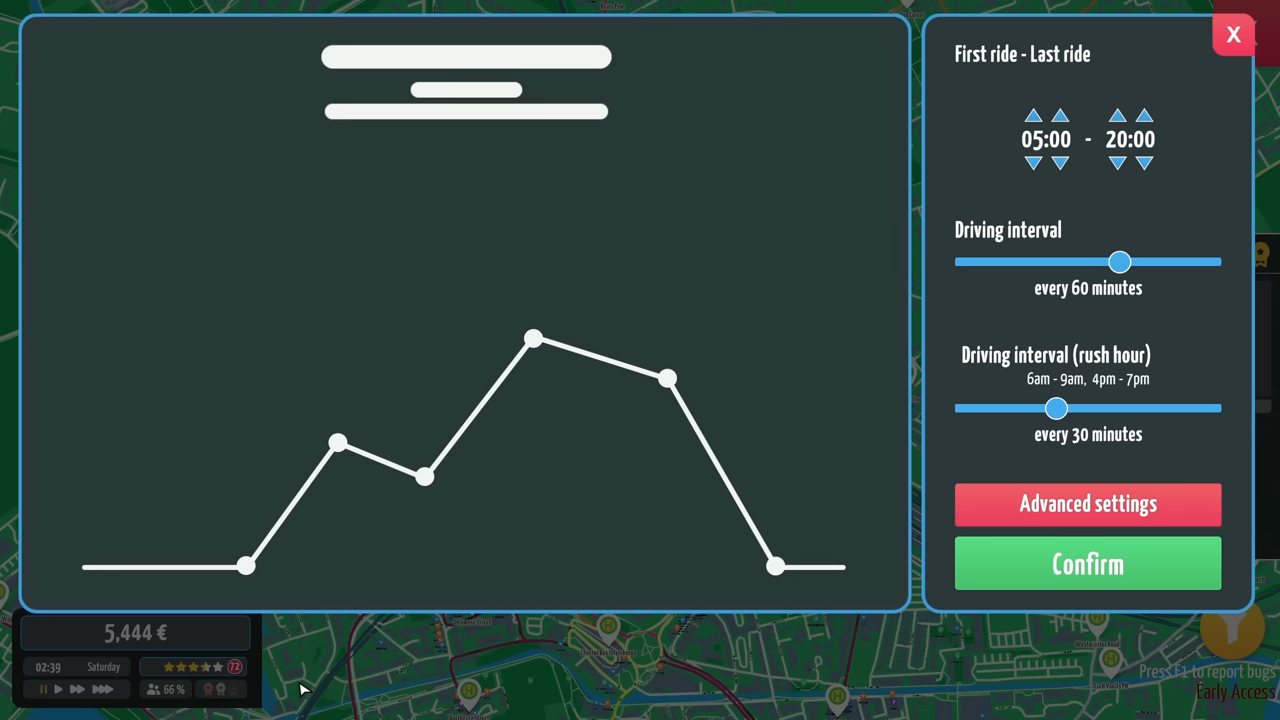 First ride - Last ride
X
05:00 - 20:00
Driving interval
every 60 minutes
Driving interval (rush hour)
6am - 9am, 4pm - 7pm
every 30 minutes
Advanced settings
Confirm
5,444 €
02:39 Saturday
72
66 %
Press F1 to report bugs
Early Access